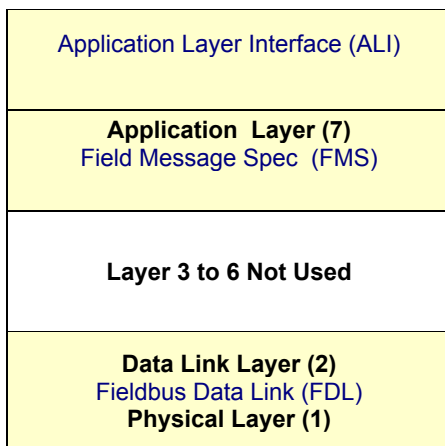 Application Layer Interface (ALI)
Application Layer (7)
Field Message Spec (FMS)
Layer 3 to 6 Not Used
Data Link Layer (2)
Fieldbus Data Link (FDL)
Physical Layer (1)